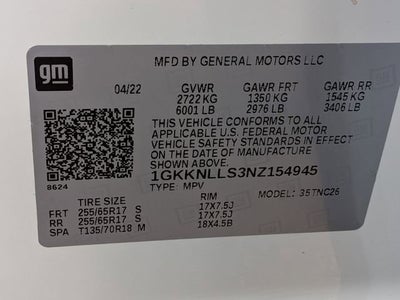 gm
MFD BY GENERAL MOTORS LLC
04/22 GVWR GAWR FRT GAWR RR
2722 KG 1350 KG 1545 KG
6001 LB 2976 LB 3406 LB
THIS VEHICLE CONFORMS TO ALL APPLICABLE
U.S. FEDERAL MOTOR
VEHICLE SAFETY STANDARDS IN EFFECT
ON THE DATE OF MANUFACTURE
8624 1GKKNLLS3NZ154945
TYPE: MPV MODEL: 35TNC26
TIRE SIZE RIM
FRT 255/65R17 S 17X7.5J
RR 255/65R17 S 17X7.5J
SPA T135/70R18 M 18X4.5B